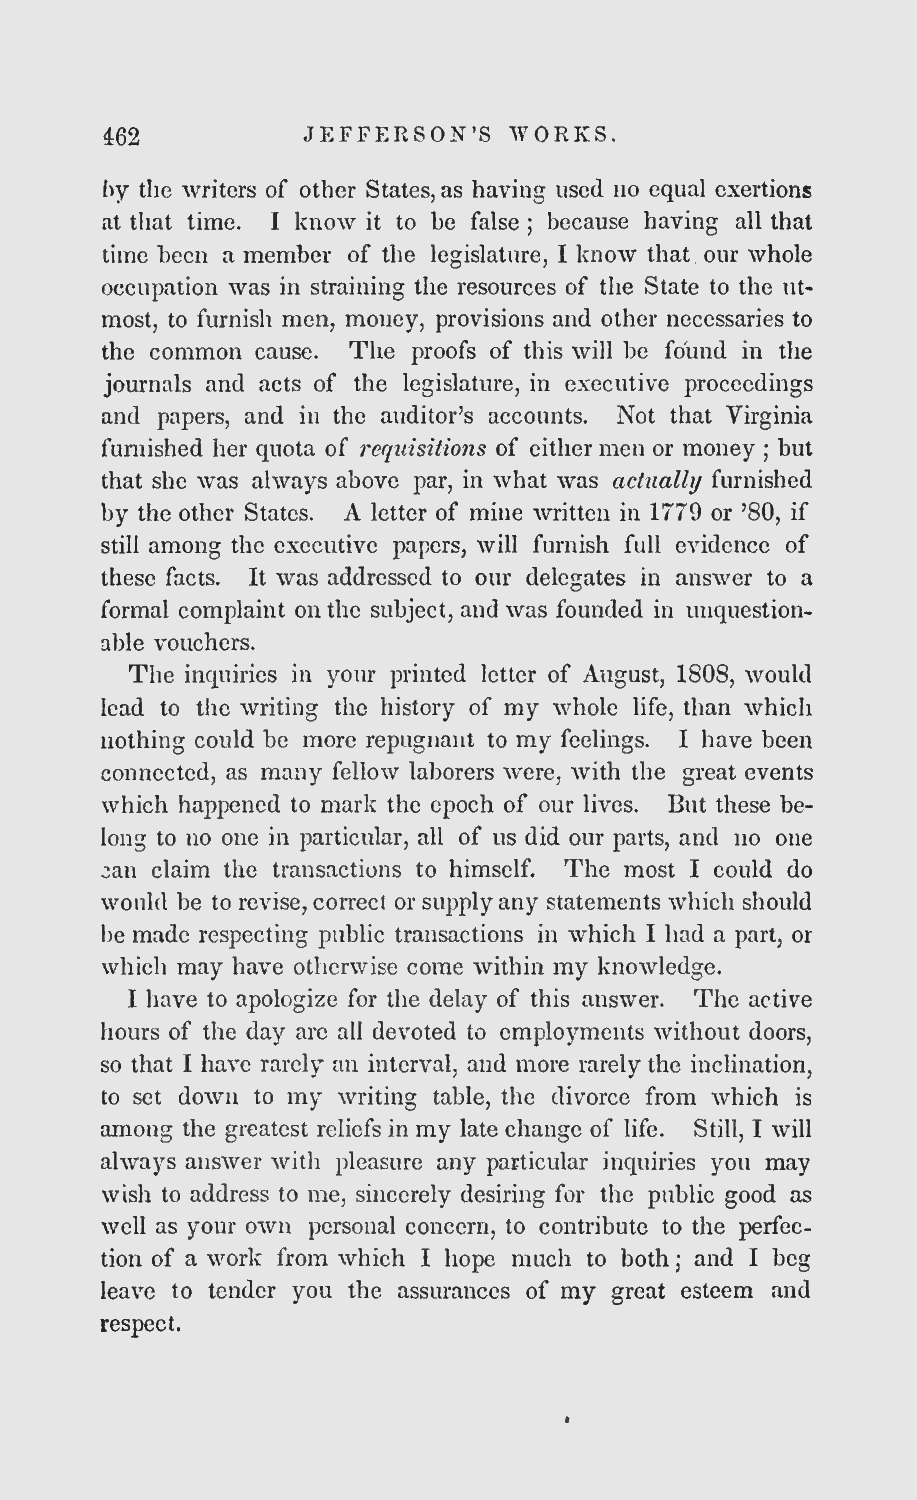 462 JEFFERSON'S WORKS.
by the writers of other States, as having used no equal exertions
at that time. I know it to be false ; because having all that
time been a member of the legislature, I know that our whole
occupation was in straining the resources of the State to the ut-
most, to furnish men, money, provisions and other necessaries to
the common cause. The proofs of this will be found in the
journals and acts of the legislature, in executive proceedings
and papers, and in the auditor's accounts. Not that Virginia
furnished her quota of requisitions of either men or money ; but
that she was always above par, in what was actually furnished
by the other States. A letter of mine written in 1779 or '80, if
still among the executive papers, will furnish full evidence of
these facts. It was addressed to our delegates in answer to a
formal complaint on the subject, and was founded in unquestion-
able vouchers.
The inquiries in your printed letter of August, 1808, would
lead to the writing the history of my whole life, than which
nothing could be more repugnant to my feelings. I have been
connected, as many fellow laborers were, with the great events
which happened to mark the epoch of our lives. But these be-
long to no one in particular, all of us did our parts, and no one
can claim the transactions to himself. The most I could do
would be to revise, correct or supply any statements which should
be made respecting public transactions in which I had a part, or
which may have otherwise come within my knowledge.
I have to apologize for the delay of this answer. The active
hours of the day are all devoted to employments without doors,
so that I have rarely an interval, and more rarely the inclination,
to set down to my writing table, the divorce from which is
among the greatest reliefs in my late change of life. Still, I will
always answer with pleasure any particular inquiries you may
wish to address to me, sincerely desiring for the public good as
well as your own personal concern, to contribute to the perfec-
tion of a work from which I hope much to both ; and I beg
leave to tender you the assurances of my great esteem and
respect.